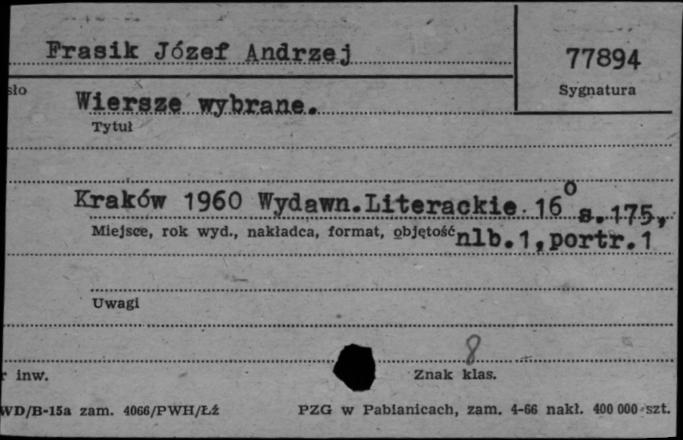 Frasik Józef Andrzej
77894
Sygnatura
Wiersze wybrane.
Tytuł
Kraków 1960 Wydawn.Literackie. 16° s.175,
Miejsce, rok wyd., nakładca, format, objętość nlb.1,portr.1
Uwagi
8
inw.
Znak klas.
WD/B-15a zam. 4066/PWH/Łż
PZG w Pabianicach, zam. 4-66 nakł. 400 000 szt.